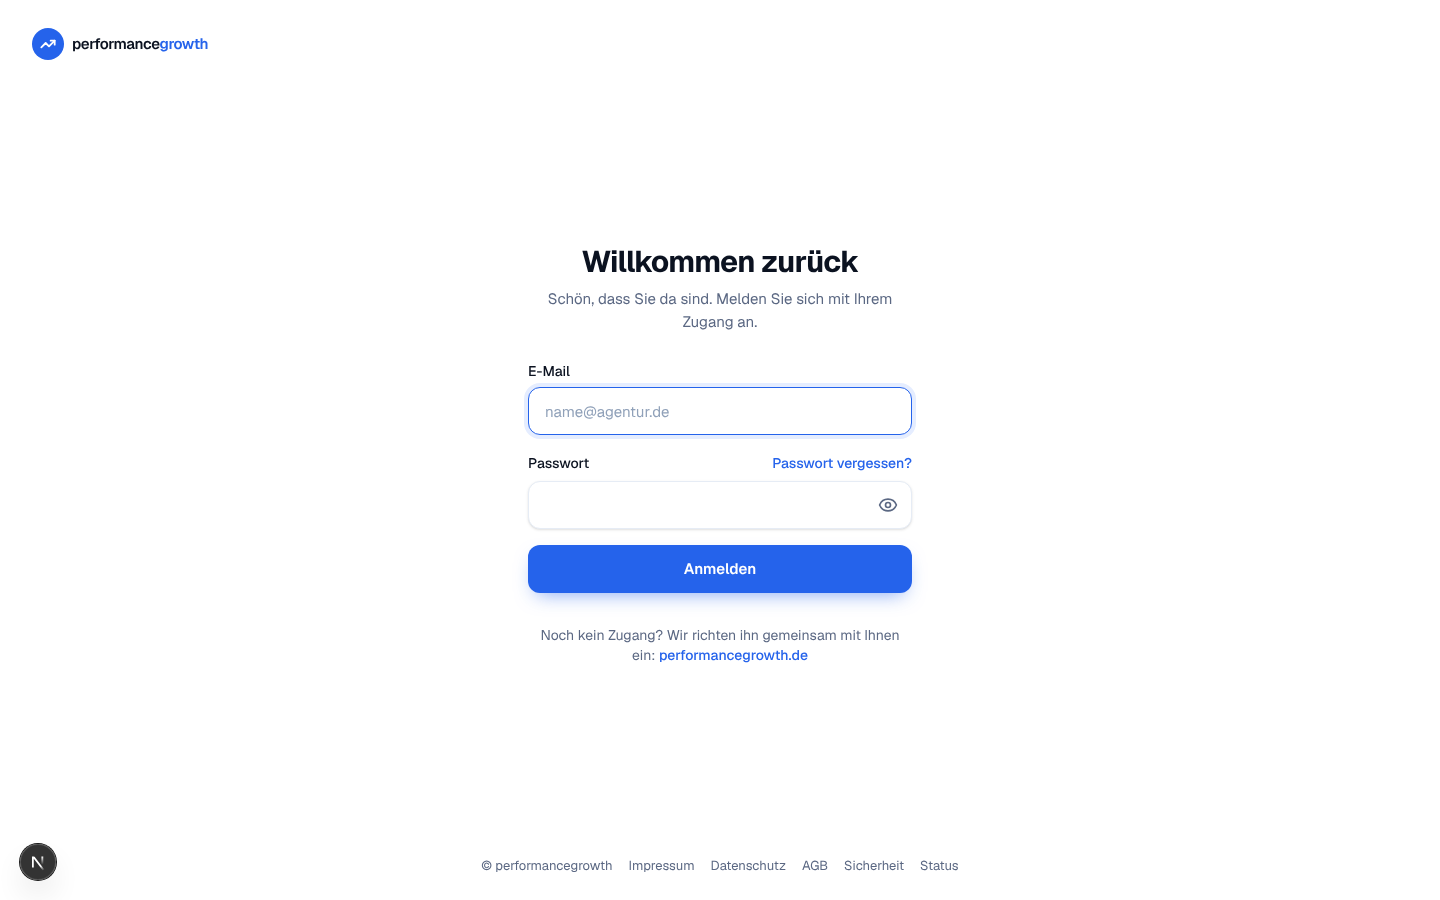 performancegrowth
Willkommen zurück
Schön, dass Sie da sind. Melden Sie sich mit Ihrem
Zugang an.
E-Mail
name@agentur.de
Passwort Passwort vergessen?
Anmelden
Noch kein Zugang? Wir richten ihn gemeinsam mit Ihnen
ein: performancegrowth.de
N
© performancegrowth Impressum Datenschutz AGB Sicherheit Status